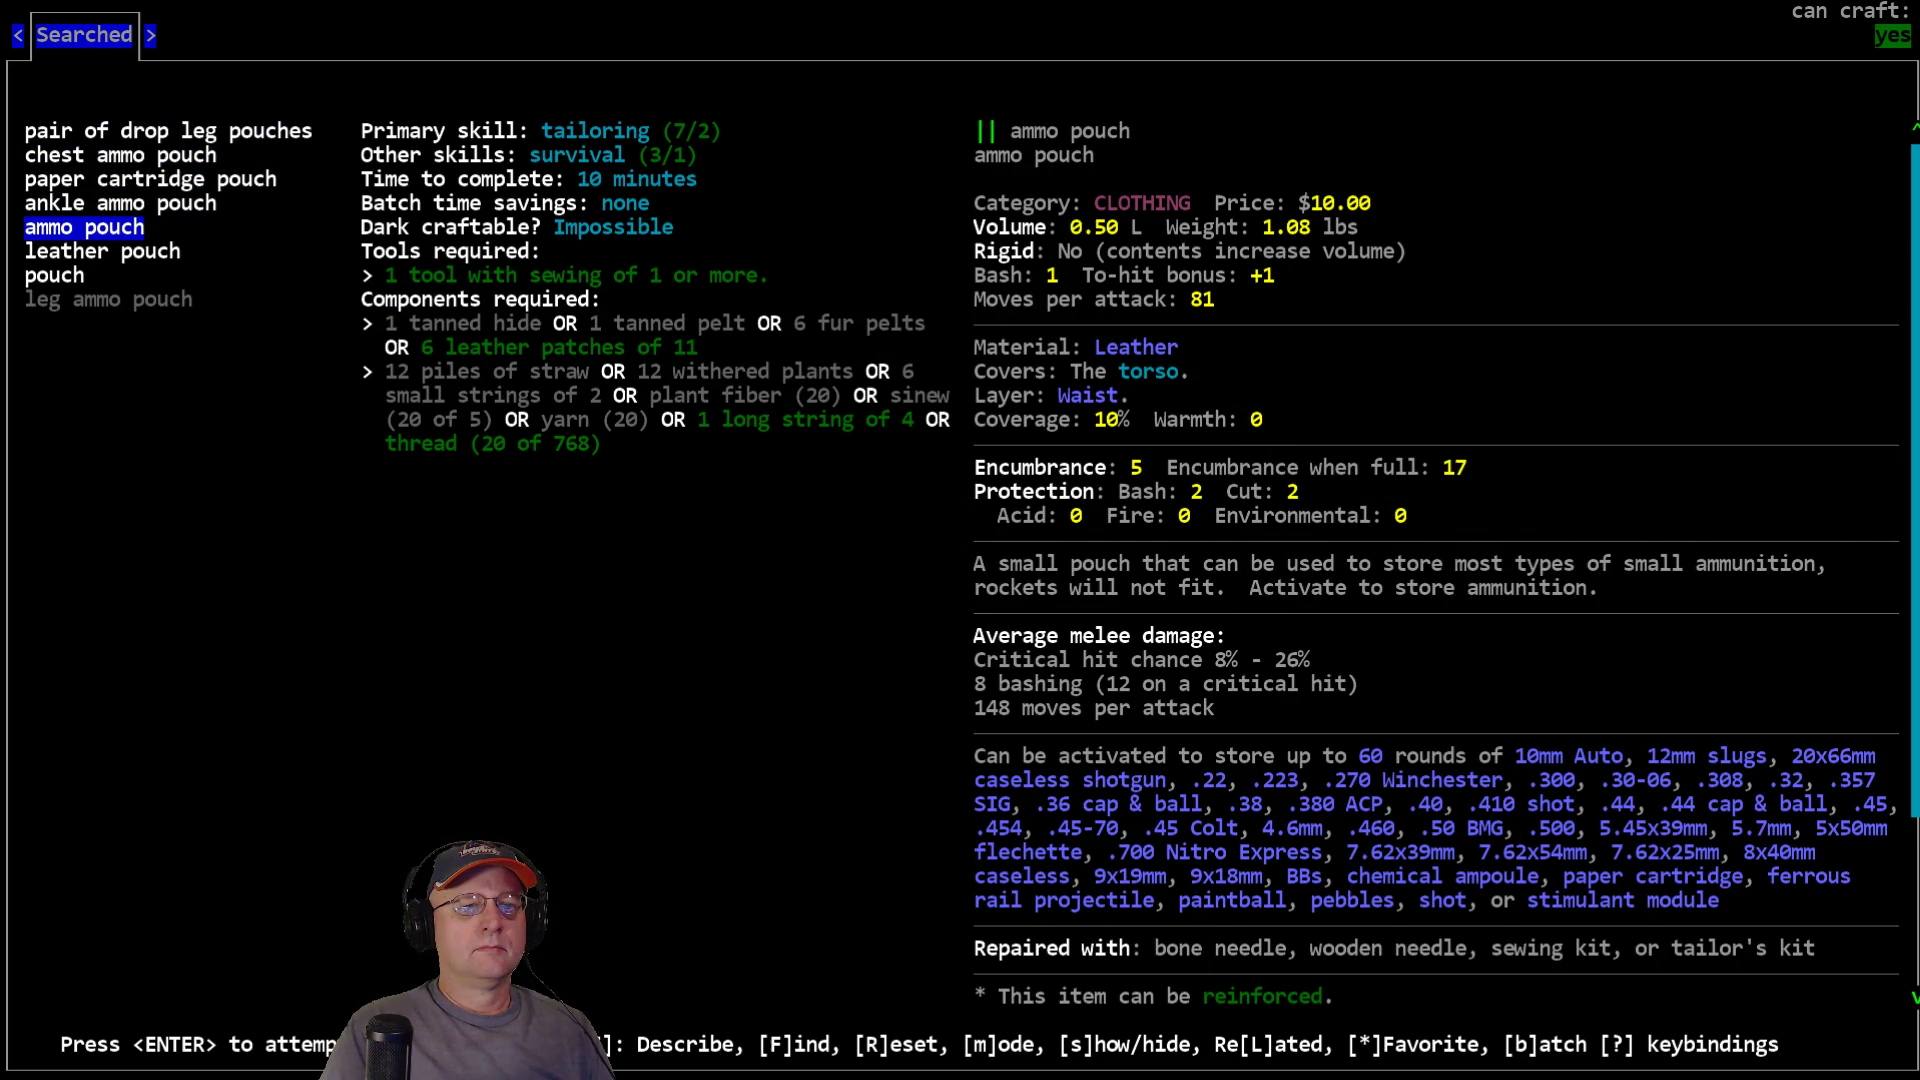 can craft:
< Searched >
yes
pair of drop leg pouches
chest ammo pouch
paper cartridge pouch
ankle ammo pouch
ammo pouch
leather pouch
pouch
leg ammo pouch
Primary skill: tailoring (7/2)
Other skills: survival (3/1)
Time to complete: 10 minutes
Batch time savings: none
Dark craftable? Impossible
Tools required:
> 1 tool with sewing of 1 or more.
Components required:
> 1 tanned hide OR 1 tanned pelt OR 6 fur pelts
OR 6 leather patches of 11
> 12 piles of straw OR 12 withered plants OR 6
small strings of 2 OR plant fiber (20) OR sinew
(20 of 5) OR yarn (20) OR 1 long string of 4 OR
thread (20 of 768)
|| ammo pouch
ammo pouch
Category: CLOTHING Price: $10.00
Volume: 0.50 L Weight: 1.08 lbs
Rigid: No (contents increase volume)
Bash: 1 To-hit bonus: +1
Moves per attack: 81
Material: Leather
Covers: The torso.
Layer: Waist.
Coverage: 10% Warmth: 0
Encumbrance: 5 Encumbrance when full: 17
Protection: Bash: 2 Cut: 2
Acid: 0 Fire: 0 Environmental: 0
A small pouch that can be used to store most types of small ammunition,
rockets will not fit. Activate to store ammunition.
Average melee damage:
Critical hit chance 8% - 26%
8 bashing (12 on a critical hit)
148 moves per attack
Can be activated to store up to 60 rounds of 10mm Auto, 12mm slugs, 20x66mm
caseless shotgun, .22, .223, .270 Winchester, .300, .30-06, .308, .32, .357
SIG, .36 cap & ball, .38, .380 ACP, .40, .410 shot, .44, .44 cap & ball, .45,
.454, .45-70, .45 Colt, 4.6mm, .460, .50 BMG, .500, 5.45x39mm, 5.7mm, 5x50mm
flechette, .700 Nitro Express, 7.62x39mm, 7.62x54mm, 7.62x25mm, 8x40mm
caseless, 9x19mm, 9x18mm, BBs, chemical ampoule, paper cartridge, ferrous
rail projectile, paintball, pebbles, shot, or stimulant module
Repaired with: bone needle, wooden needle, sewing kit, or tailor's kit
* This item can be reinforced.
Press <ENTER> to attemp ]: Describe, [F]ind, [R]eset, [m]ode, [s]how/hide, Re[L]ated, [*]Favorite, [b]atch [?] keybindings